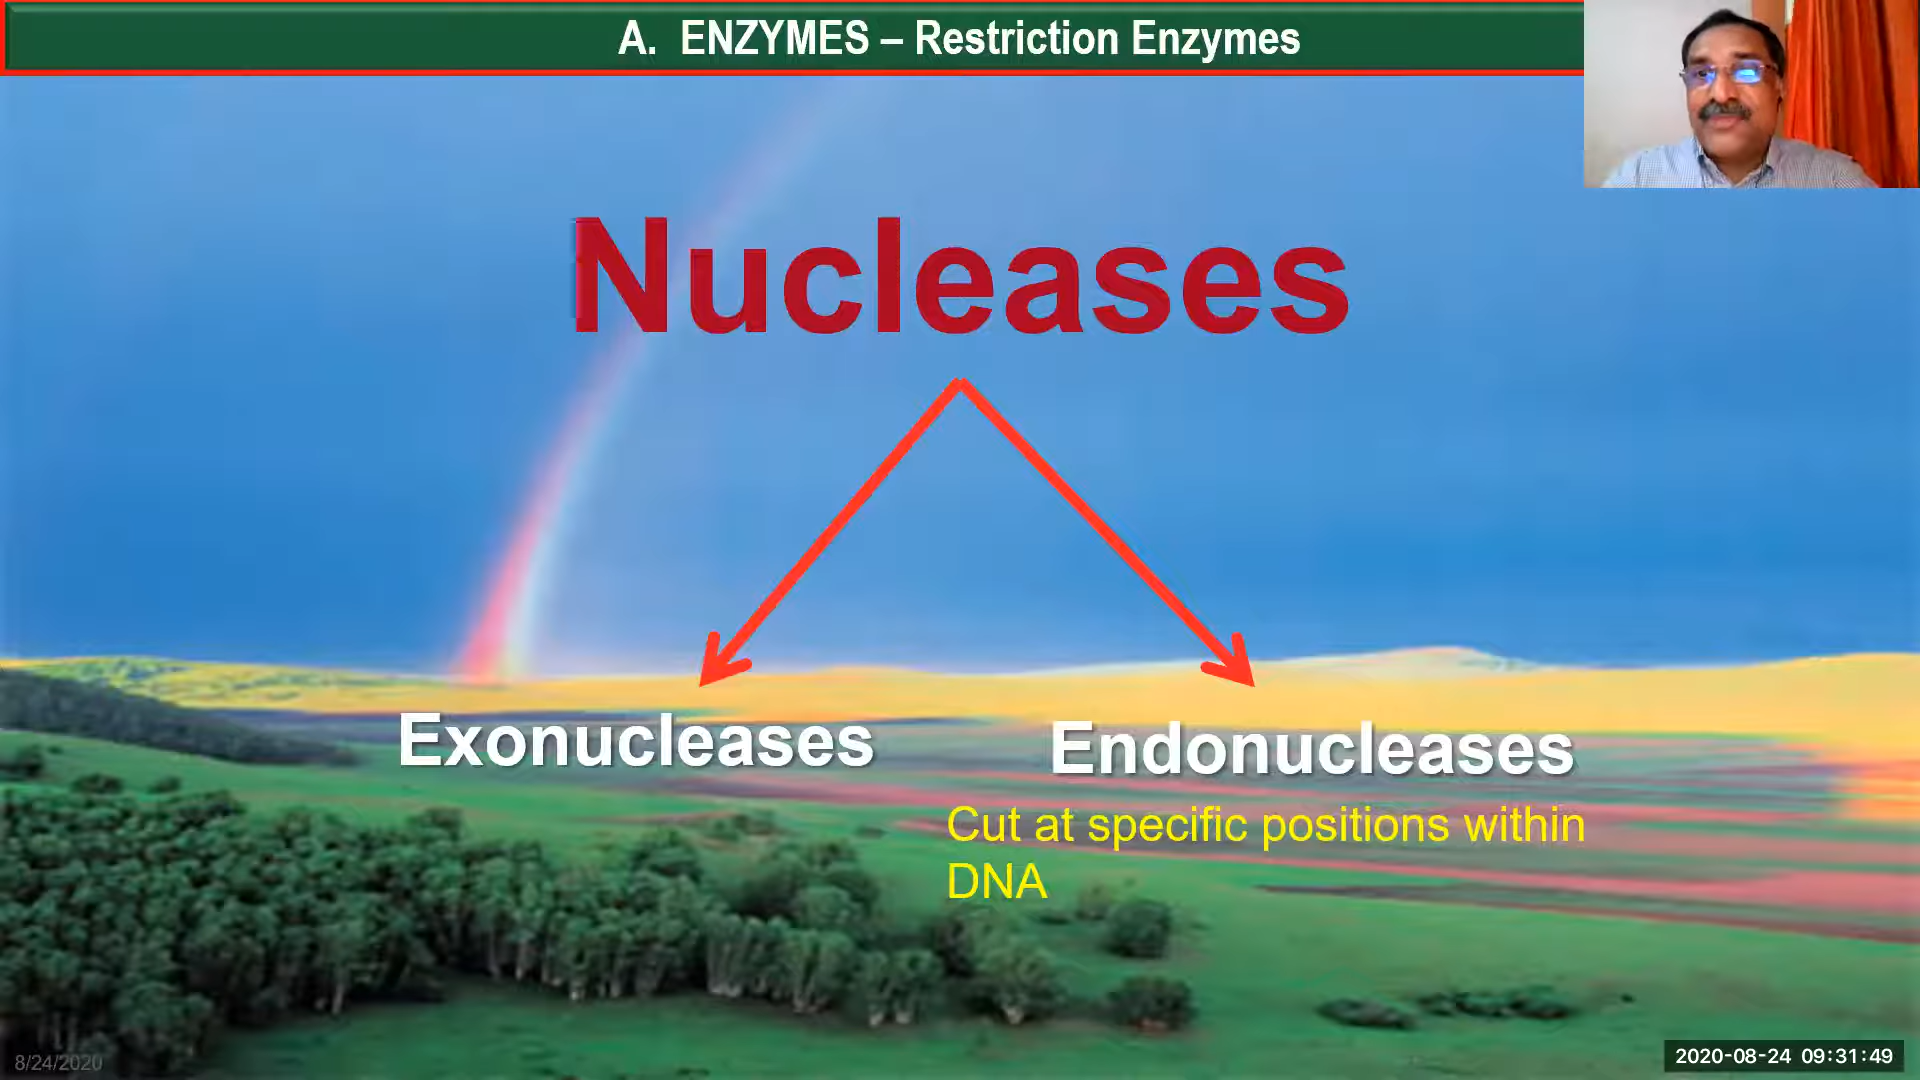 A. ENZYMES – Restriction Enzymes
Nucleases
Exonucleases
Endonucleases
Cut at specific positions within
DNA
8/24/2020
2020-08-24 09:31:49